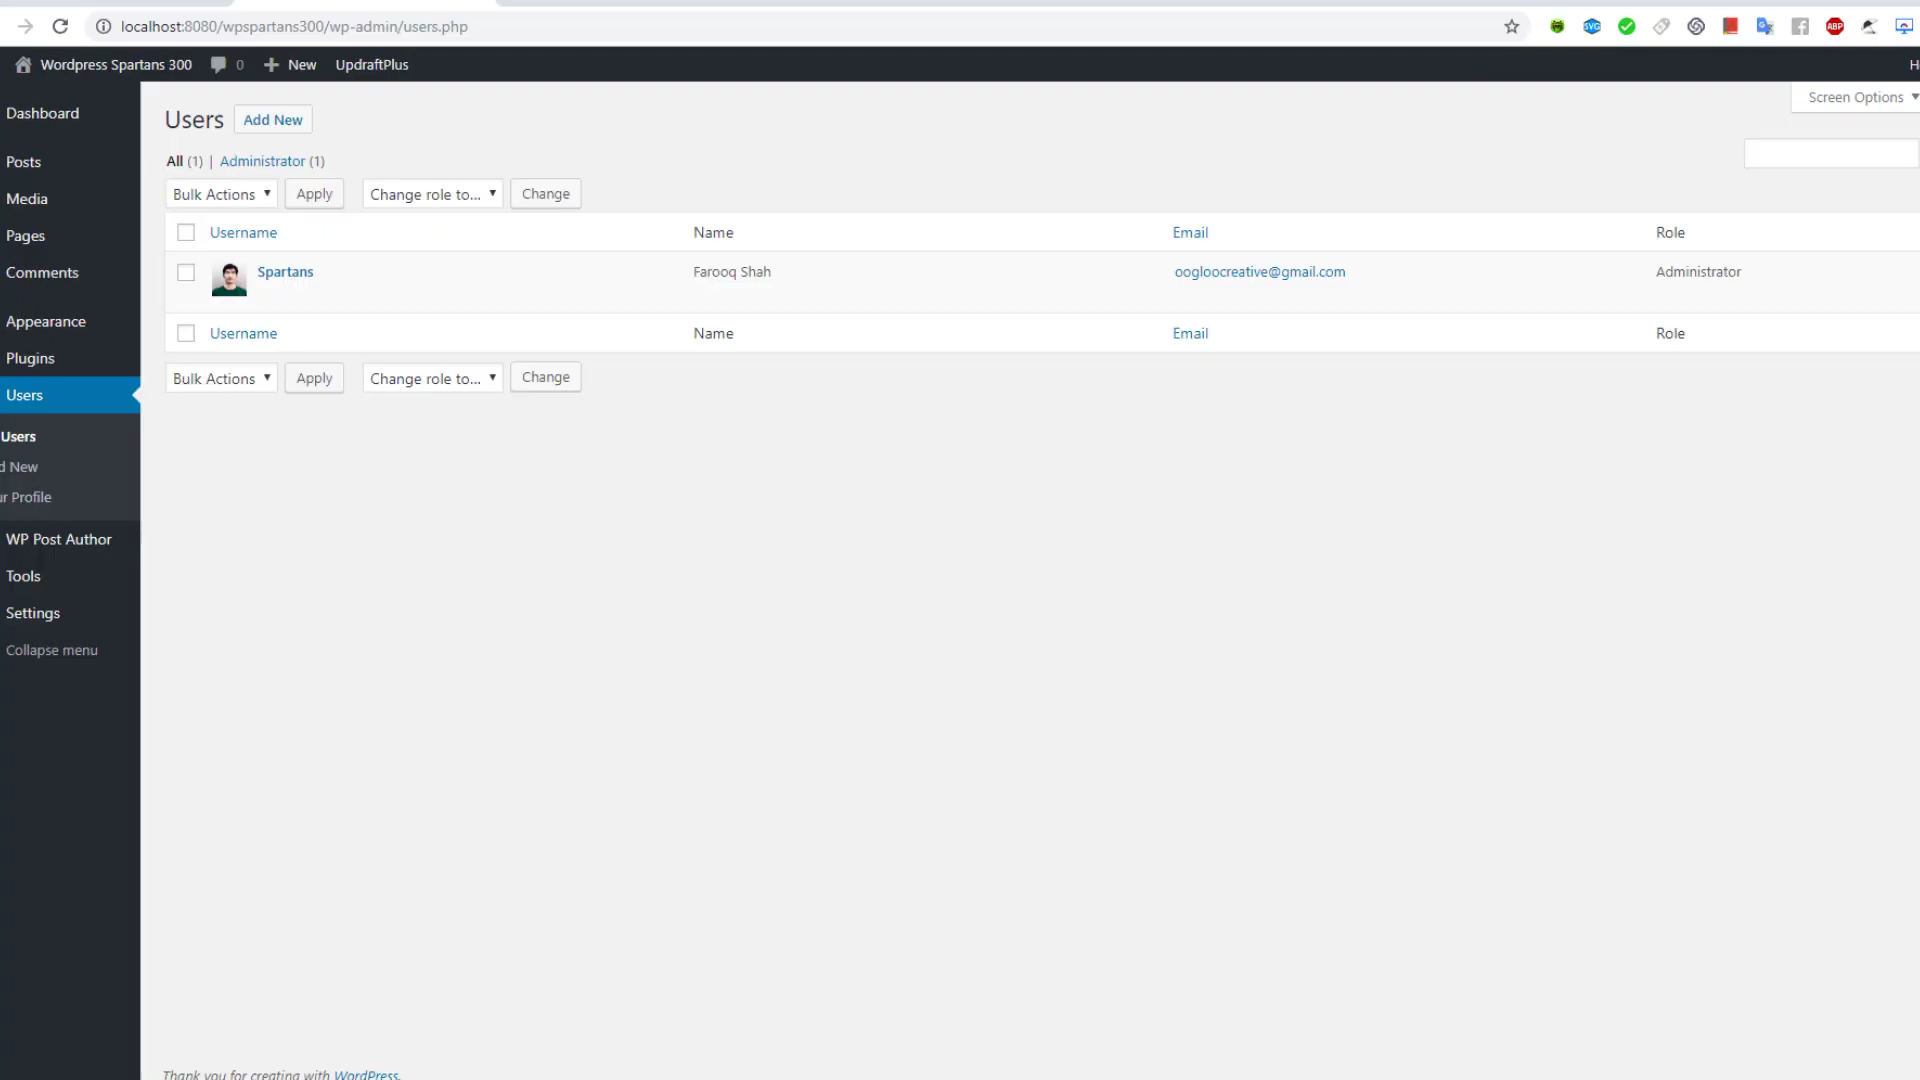 localhost:8080/wpspartans300/wp-admin/users.php
SVG
ABP
Wordpress Spartans 300 0 New UpdraftPlus
Screen Options
Dashboard
Posts
Media
Pages
Comments
Appearance
Plugins
Users
Users
d New
ur Profile
WP Post Author
Tools
Settings
Collapse menu
Users Add New
All (1) | Administrator (1)
Bulk Actions Apply Change role to... Change
Username Name Email Role
Spartans Farooq Shah oogloocreative@gmail.com Administrator
Username Name Email Role
Bulk Actions Apply Change role to... Change
Thank you for creating with WordPress.